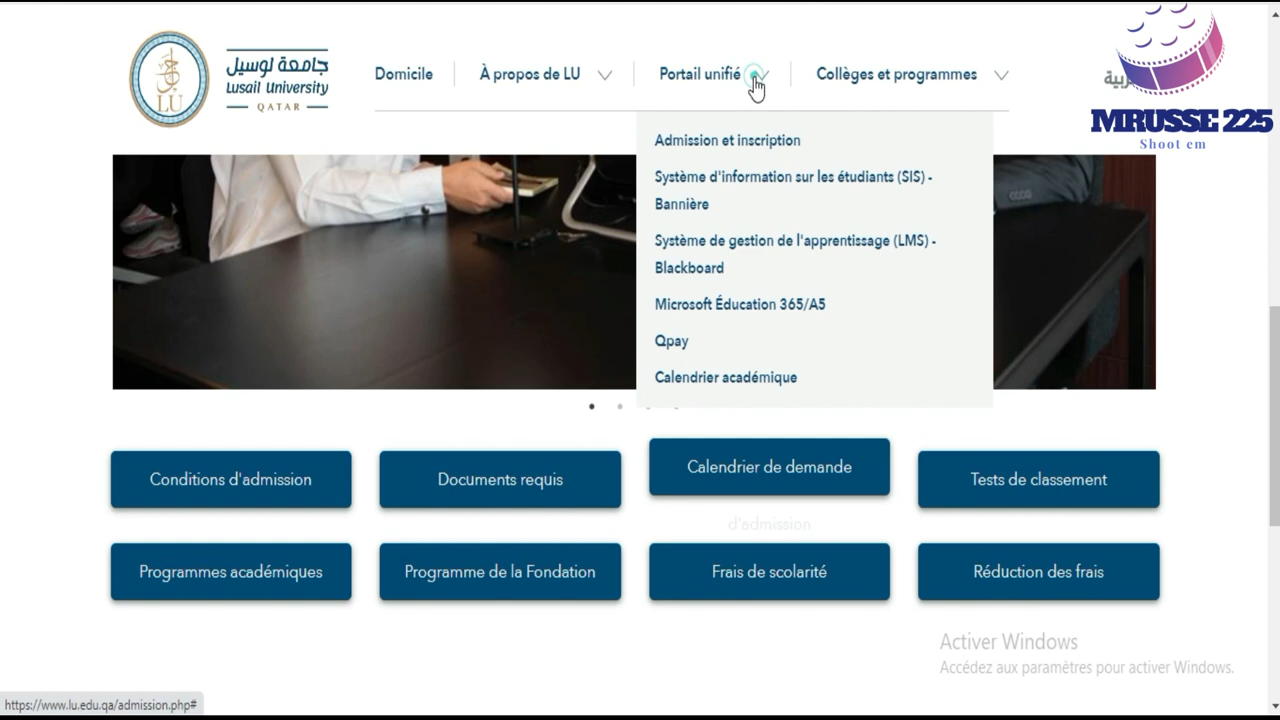 جامعة لوسيل
Lusail University
QATAR
LU
Domicile
À propos de LU
Portail unifié
Collèges et programmes
MRUSSE 225
Shoot em
Admission et inscription
Système d'information sur les étudiants (SIS) -
Bannière
Système de gestion de l'apprentissage (LMS) -
Blackboard
Microsoft Éducation 365/A5
Qpay
Calendrier académique
Conditions d'admission
Documents requis
Calendrier de demande
d'admission
Tests de classement
Programmes académiques
Programme de la Fondation
Frais de scolarité
Réduction des frais
Activer Windows
Accédez aux paramètres pour activer Windows.
https://www.lu.edu.qa/admission.php#